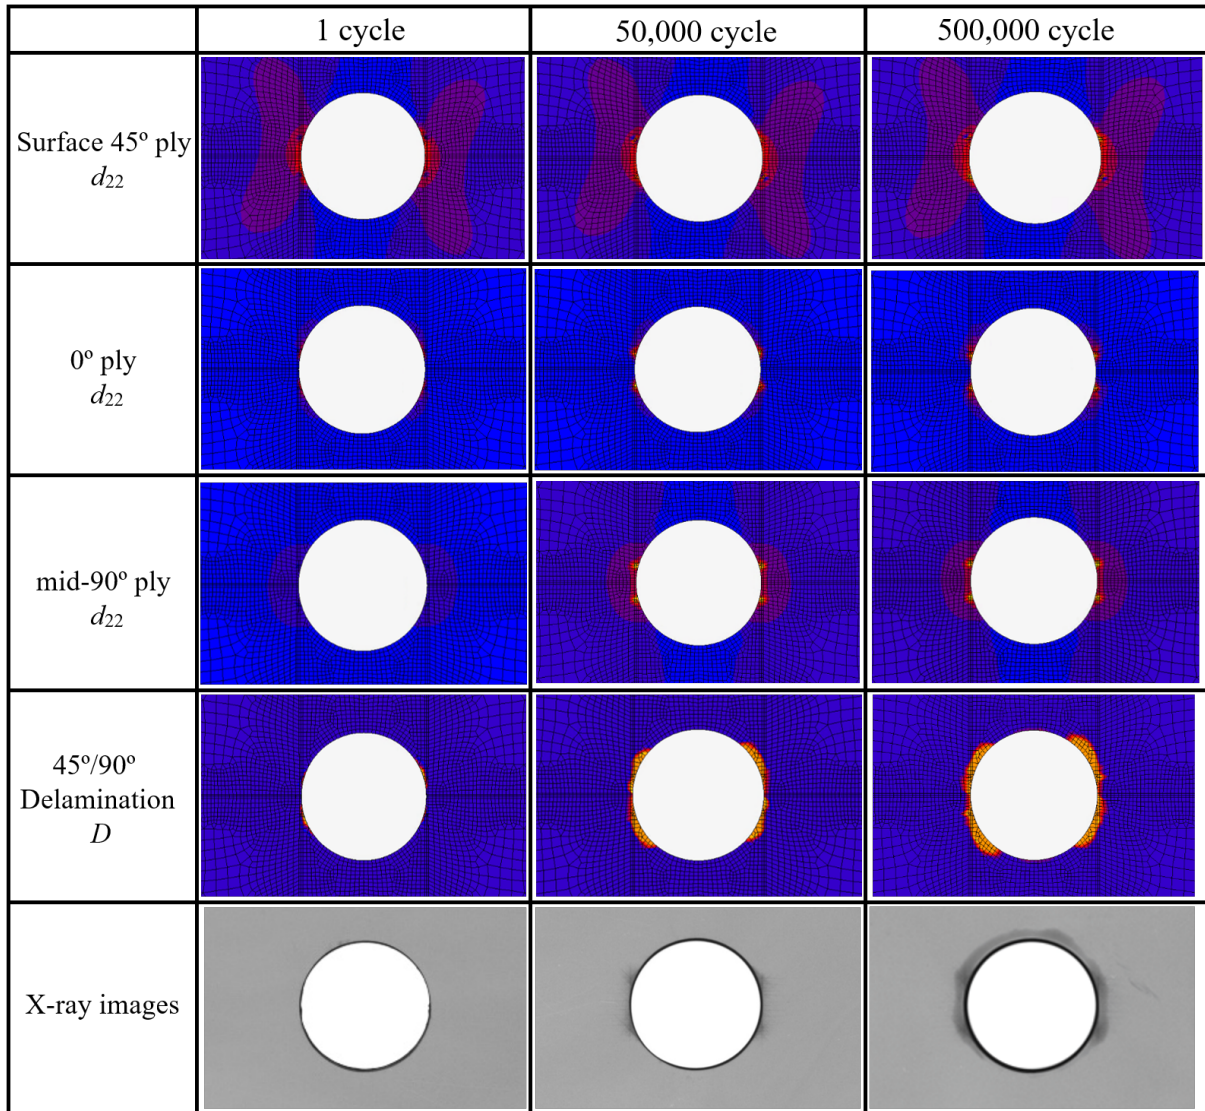 1 cycle
50,000 cycle
500,000 cycle
Surface 45º ply
d22
0º ply
d22
mid-90º ply
d22
45º/90º
Delamination
D
X-ray images